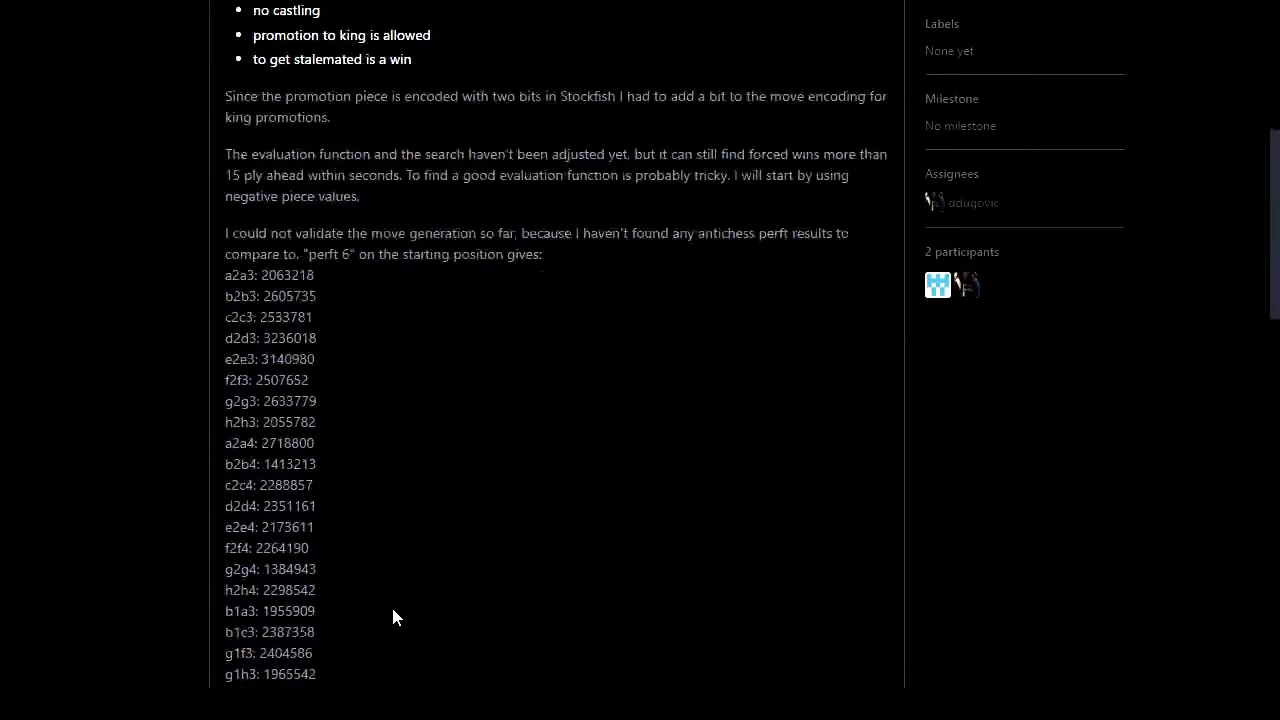 no castling
promotion to king is allowed
to get stalemated is a win
Since the promotion piece is encoded with two bits in Stockfish I had to add a bit to the move encoding for
king promotions.
The evaluation function and the search haven't been adjusted yet, but it can still find forced wins more than
15 ply ahead within seconds. To find a good evaluation function is probably tricky. I will start by using
negative piece values.
I could not validate the move generation so far, because I haven't found any antichess perft results to
compare to. "perft 6" on the starting position gives:
a2a3: 2063218
b2b3: 2605735
c2c3: 2533781
d2d3: 3236018
e2e3: 3140980
f2f3: 2507652
g2g3: 2633779
h2h3: 2055782
a2a4: 2718800
b2b4: 1413213
c2c4: 2288857
d2d4: 2351161
e2e4: 2173611
f2f4: 2264190
g2g4: 1384943
h2h4: 2298542
b1a3: 1955909
b1c3: 2387358
g1f3: 2404586
g1h3: 1965542
Labels
None yet
Milestone
No milestone
Assignees
adugovic
2 participants